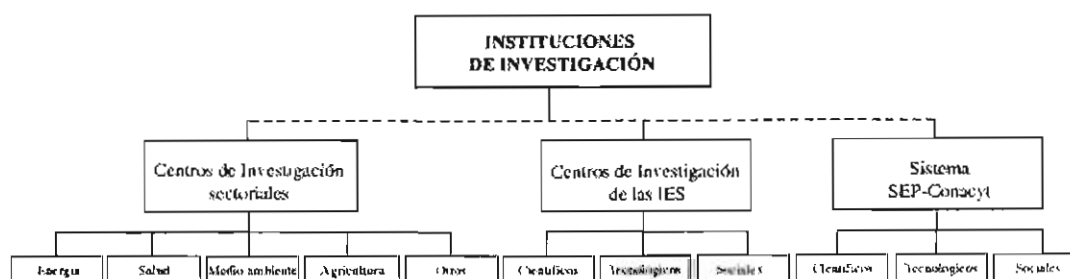 INSTITUCIONES
DE INVESTIGACIÓN
Centros de Investigación
sectoriales
Centros de Investigación
de las IES
Sistema
SEP-Conacyt
Energía
Salud
Medio ambiente
Agricultura
Otros
Científicos
Tecnológicos
Sociales
Científicos
Tecnológicos
Sociales